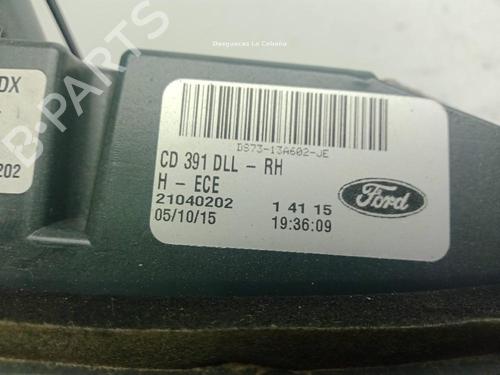 Desguaces La Cabaña
DX
202
DS73-13A602-JE
CD 391 DLL - RH
H - ECE
21040202 1 41 15
05/10/15 19:36:09
Ford
B-PARTS